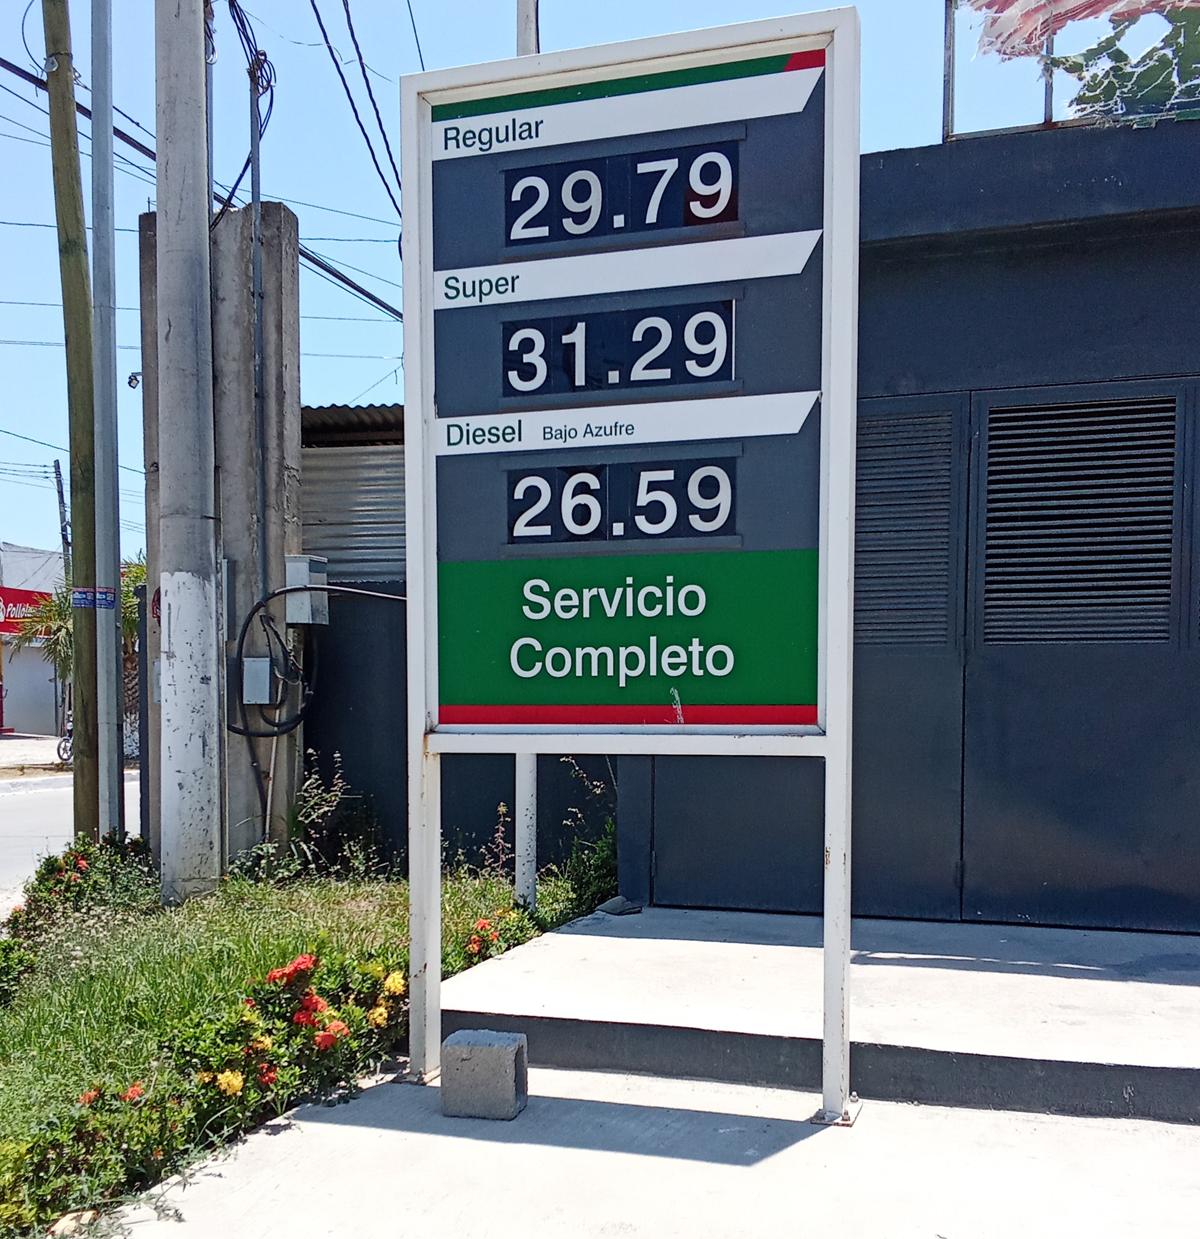 Regular
29.79
Super
31.29
Diesel Bajo Azufre
26.59
Servicio
Completo